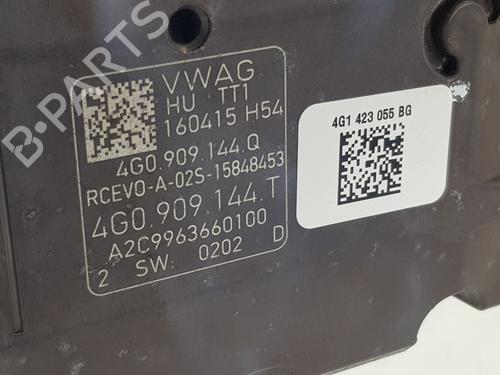 B-PARTS
VWAG
HU TT1
160415 H54
4G0.909.144.Q
RCEVO-A-02S-15848453
4G0.909.144.T
A2C9963660100
2 SW: 0202 D
4G1 423 055 BG